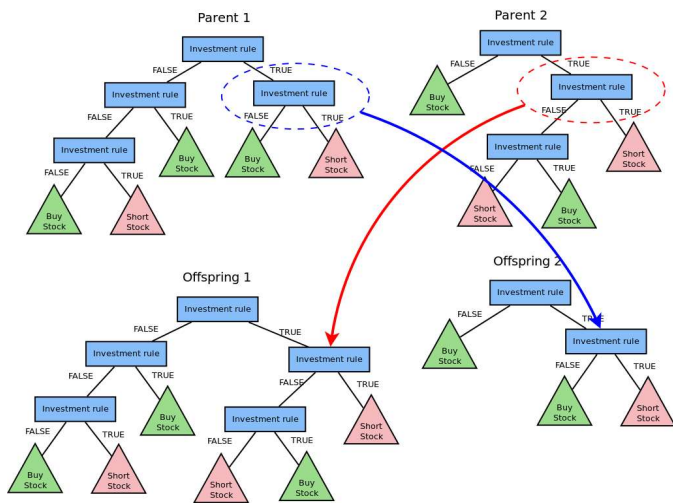 Parent 1
Parent 2
Investment rule
Investment rule
FALSE
TRUE
FALSE
TRUE
Investment rule
Investment rule
Investment rule
FALSE
TRUE
FALSE
TRUE
FALSE
TRUE
Investment rule
Buy
Stock
Buy
Stock
Short
Stock
Buy
Stock
Investment rule
Short
Stock
FALSE
TRUE
FALSE
TRUE
Buy
Stock
Short
Stock
Short
Stock
Buy
Stock
Offspring 1
Offspring 2
Investment rule
Investment rule
FALSE
TRUE
FALSE
TRUE
Investment rule
Investment rule
Investment rule
FALSE
TRUE
FALSE
TRUE
FALSE
TRUE
Buy
Stock
Investment rule
Buy
Stock
Investment rule
Short
Stock
Buy
Stock
Short
Stock
FALSE
TRUE
FALSE
TRUE
Buy
Stock
Short
Stock
Short
Stock
Buy
Stock